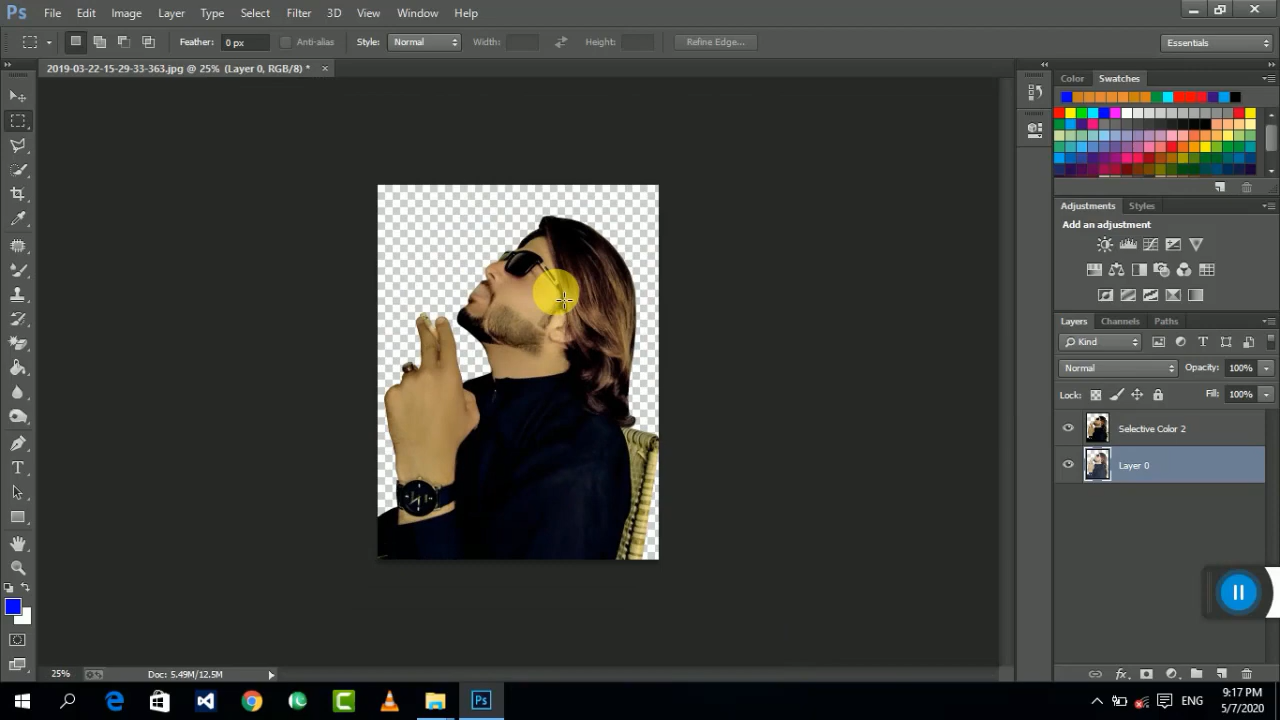 Ps File Edit Image Layer Type Select Filter 3D View Window Help
Feather: 0 px Anti-alias Style: Normal Width: Height: Refine Edge... Essentials
2019-03-22-15-29-33-363.jpg @ 25% (Layer 0, RGB/8) *
Color Swatches
Adjustments Styles
Add an adjustment
Layers Channels Paths
Kind
Normal Opacity: 100%
Lock: Fill: 100%
Selective Color 2
Layer 0
25% Doc: 5.49M/12.5M
Ps ENG 9:17 PM
5/7/2020